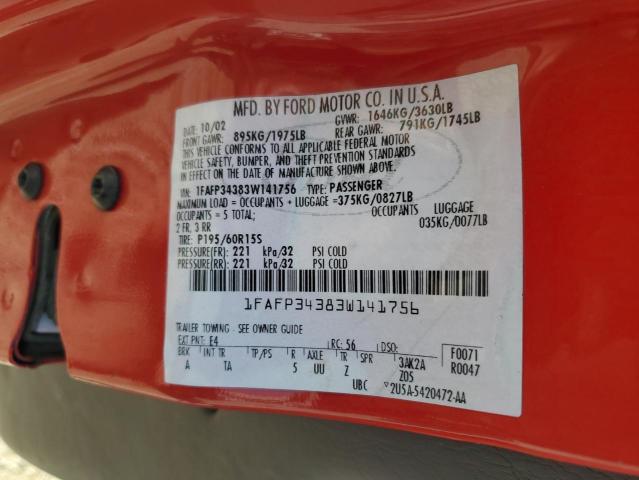 MFD. BY FORD MOTOR CO. IN U.S.A.
DATE: 10/02 GVWR: 1646KG/3630LB
FRONT GAWR: 895KG/1975LB REAR GAWR: 791KG/1745LB
THIS VEHICLE CONFORMS TO ALL APPLICABLE FEDERAL MOTOR
VEHICLE SAFETY, BUMPER, AND THEFT PREVENTION STANDARDS
IN EFFECT ON THE DATE OF MANUFACTURE SHOWN ABOVE.
VIN: 1FAFP34383W141756 TYPE: PASSENGER
MAXIMUM LOAD = OCCUPANTS + LUGGAGE =375KG/0827LB
OCCUPANTS = 5 TOTAL; OCCUPANTS LUGGAGE
2 FR, 3 RR 035KG/0077LB
TIRE: P195/60R15S
PRESSURE(FR): 221 kPa/32 PSI COLD
PRESSURE(RR): 221 kPa/32 PSI COLD
1FAFP34383W141756
TRAILER TOWING - SEE OWNER GUIDE
EXT PNT: E4 RC: 56 DSO: F0071
BRK INT TR TP/PS R AXLE TR SPR 3AK2A R0047
A TA 5 UU Z Z05
UBC 2U5A-5420472-AA